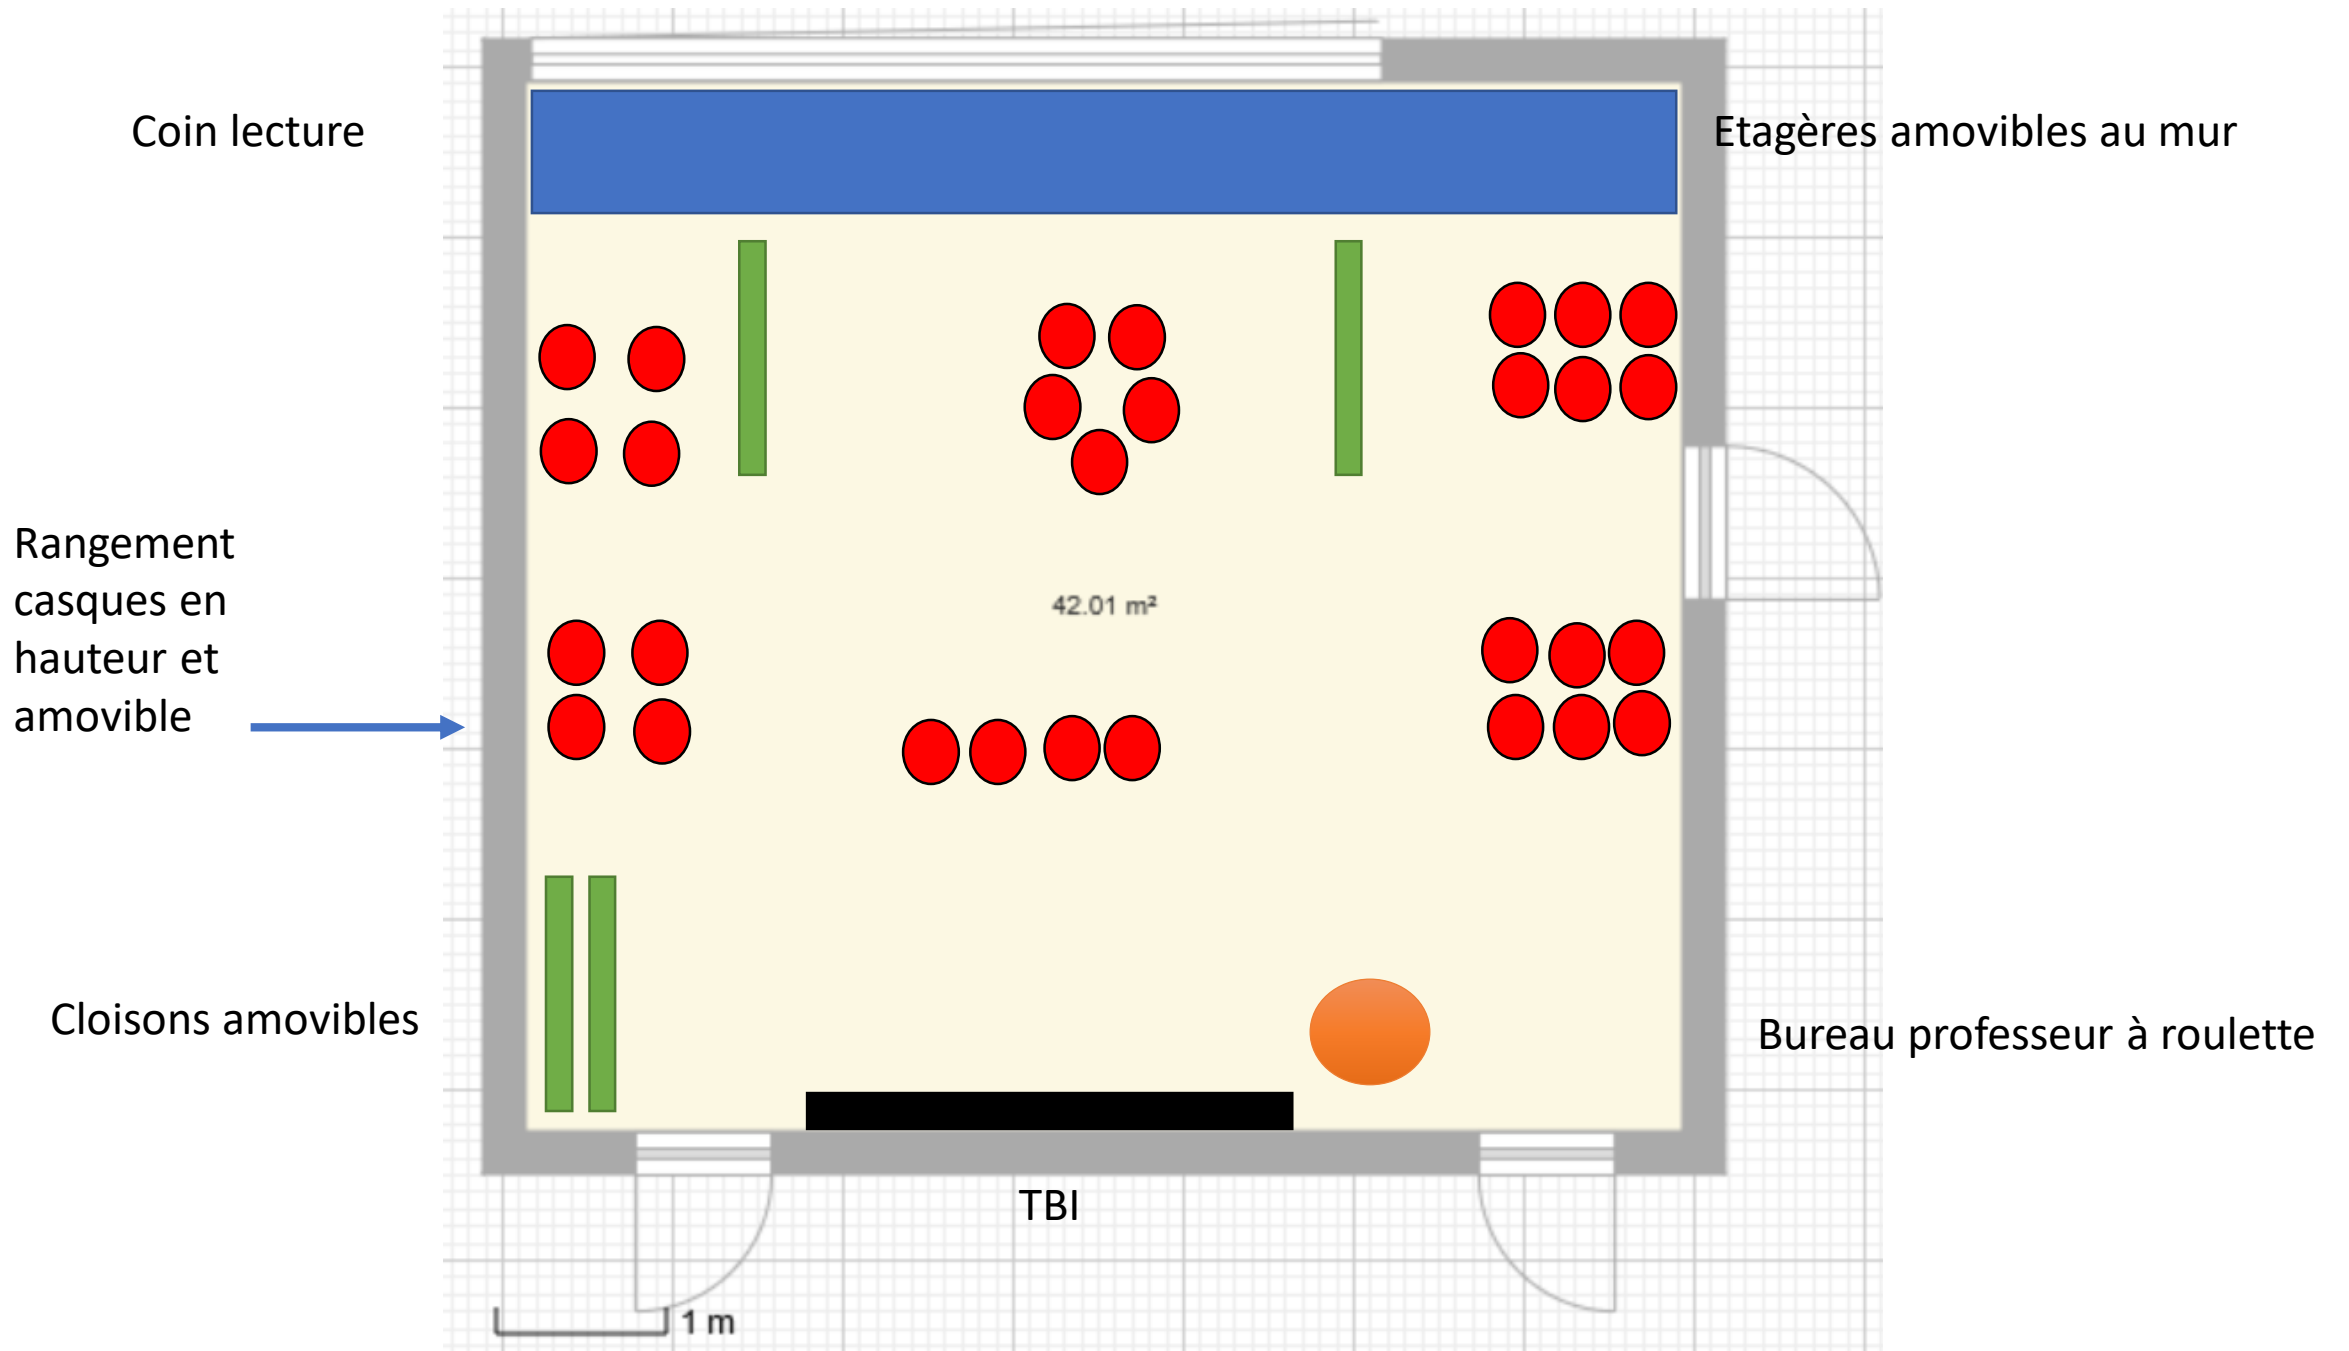 Coin lecture
Etagères amovibles au mur
Rangement
casques en
hauteur et
amovible
42.01 m²
Cloisons amovibles
Bureau professeur à roulette
TBI
1 m